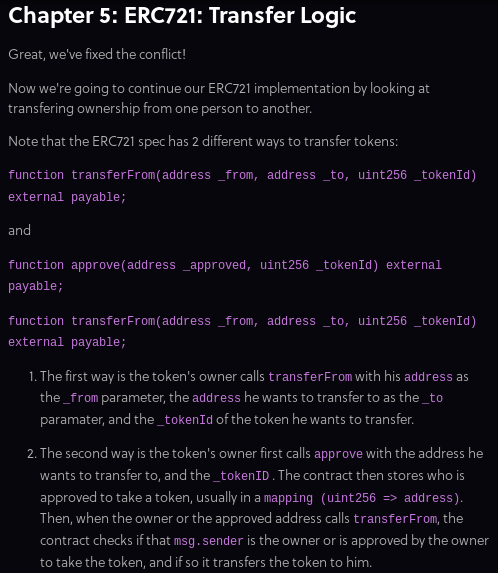 Chapter 5: ERC721: Transfer Logic
Great, we've fixed the conflict!
Now we're going to continue our ERC721 implementation by looking at
transfering ownership from one person to another.
Note that the ERC721 spec has 2 different ways to transfer tokens:
function transferFrom(address _from, address _to, uint256 _tokenId)
external payable;
and
function approve(address _approved, uint256 _tokenId) external
payable;
function transferFrom(address _from, address _to, uint256 _tokenId)
external payable;
1. The first way is the token's owner calls transferFrom with his address as
the _from parameter, the address he wants to transfer to as the _to
paramater, and the _tokenId of the token he wants to transfer.
2. The second way is the token's owner first calls approve with the address he
wants to transfer to, and the _tokenID . The contract then stores who is
approved to take a token, usually in a mapping (uint256 => address).
Then, when the owner or the approved address calls transferFrom, the
contract checks if that msg.sender is the owner or is approved by the owner
to take the token, and if so it transfers the token to him.